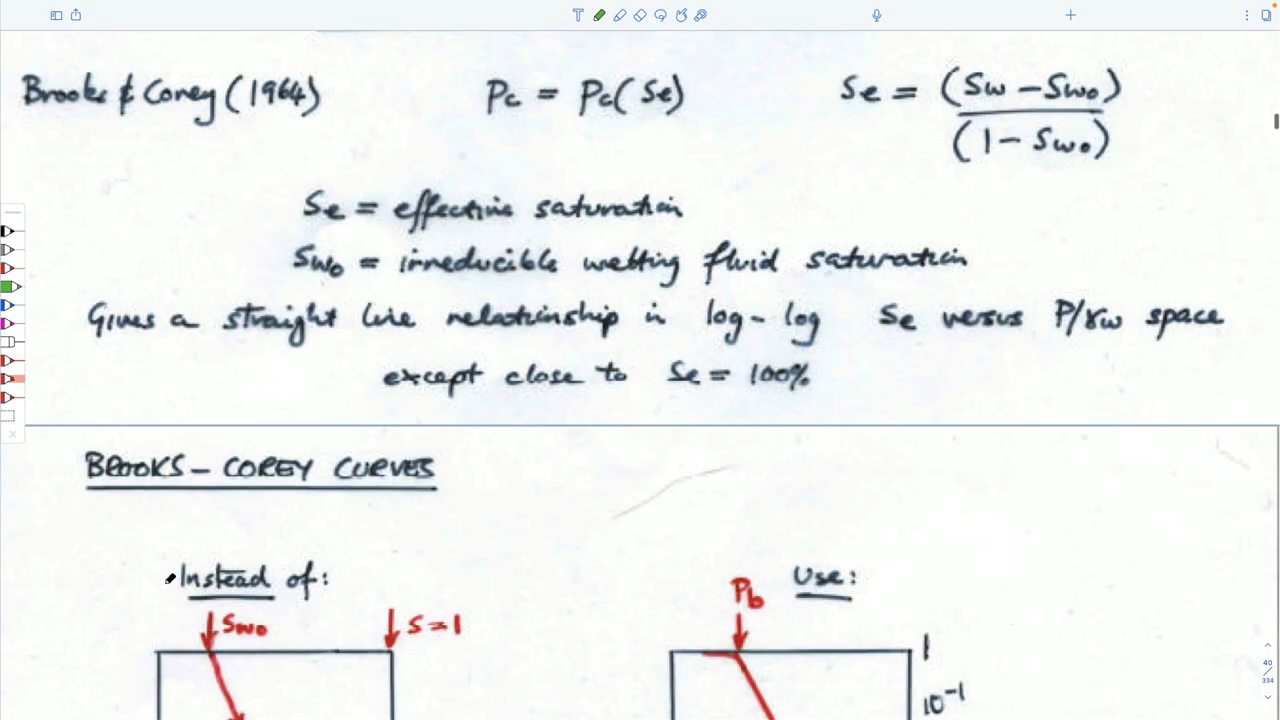 Brooks & Corey (1964) Pc = Pc(Se) Se = (Sw - Swo) / (1 - Swo)
Se = effective saturation
Swo = irreducible wetting fluid saturation
Gives a straight line relationship in log-log Se versus P/γw space
except close to Se = 100%
BROOKS - COREY CURVES
Instead of:
Use:
Swo
S=1
Pb
1
10⁻¹
40
334